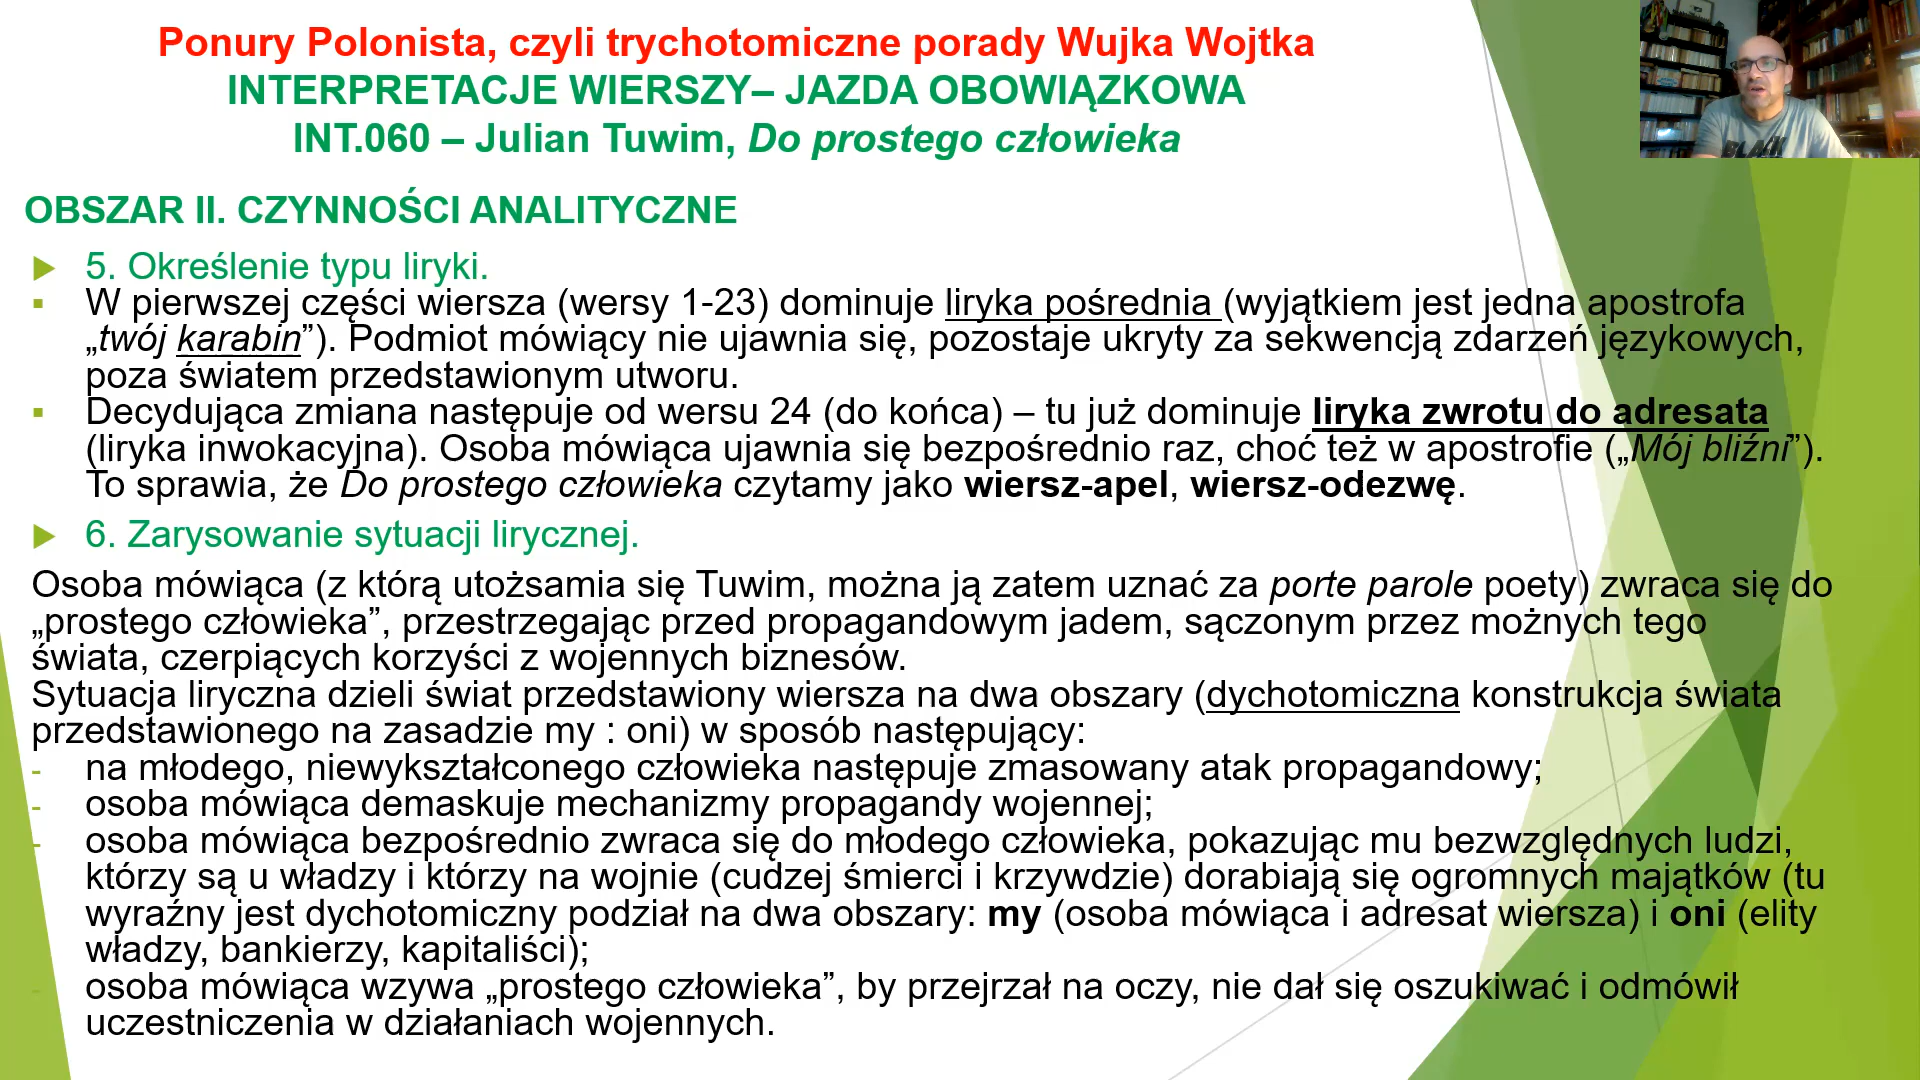 Ponury Polonista, czyli trychotomiczne porady Wujka Wojtka
INTERPRETACJE WIERSZY– JAZDA OBOWIĄZKOWA
INT.060 – Julian Tuwim, Do prostego człowieka
OBSZAR II. CZYNNOŚCI ANALITYCZNE
5. Określenie typu liryki.
W pierwszej części wiersza (wersy 1-23) dominuje liryka pośrednia (wyjątkiem jest jedna apostrofa
„twój karabin”). Podmiot mówiący nie ujawnia się, pozostaje ukryty za sekwencją zdarzeń językowych,
poza światem przedstawionym utworu.
Decydująca zmiana następuje od wersu 24 (do końca) – tu już dominuje liryka zwrotu do adresata
(liryka inwokacyjna). Osoba mówiąca ujawnia się bezpośrednio raz, choć też w apostrofie („Mój bliźni”).
To sprawia, że Do prostego człowieka czytamy jako wiersz-apel, wiersz-odezwę.
6. Zarysowanie sytuacji lirycznej.
Osoba mówiąca (z którą utożsamia się Tuwim, można ją zatem uznać za porte parole poety) zwraca się do
„prostego człowieka”, przestrzegając przed propagandowym jadem, sączonym przez możnych tego
świata, czerpiących korzyści z wojennych biznesów.
Sytuacja liryczna dzieli świat przedstawiony wiersza na dwa obszary (dychotomiczna konstrukcja świata
przedstawionego na zasadzie my : oni) w sposób następujący:
- na młodego, niewykształconego człowieka następuje zmasowany atak propagandowy;
- osoba mówiąca demaskuje mechanizmy propagandy wojennej;
- osoba mówiąca bezpośrednio zwraca się do młodego człowieka, pokazując mu bezwzględnych ludzi,
którzy są u władzy i którzy na wojnie (cudzej śmierci i krzywdzie) dorabiają się ogromnych majątków (tu
wyraźny jest dychotomiczny podział na dwa obszary: my (osoba mówiąca i adresat wiersza) i oni (elity
władzy, bankierzy, kapitaliści);
- osoba mówiąca wzywa „prostego człowieka”, by przejrzał na oczy, nie dał się oszukiwać i odmówił
uczestniczenia w działaniach wojennych.
BLACK